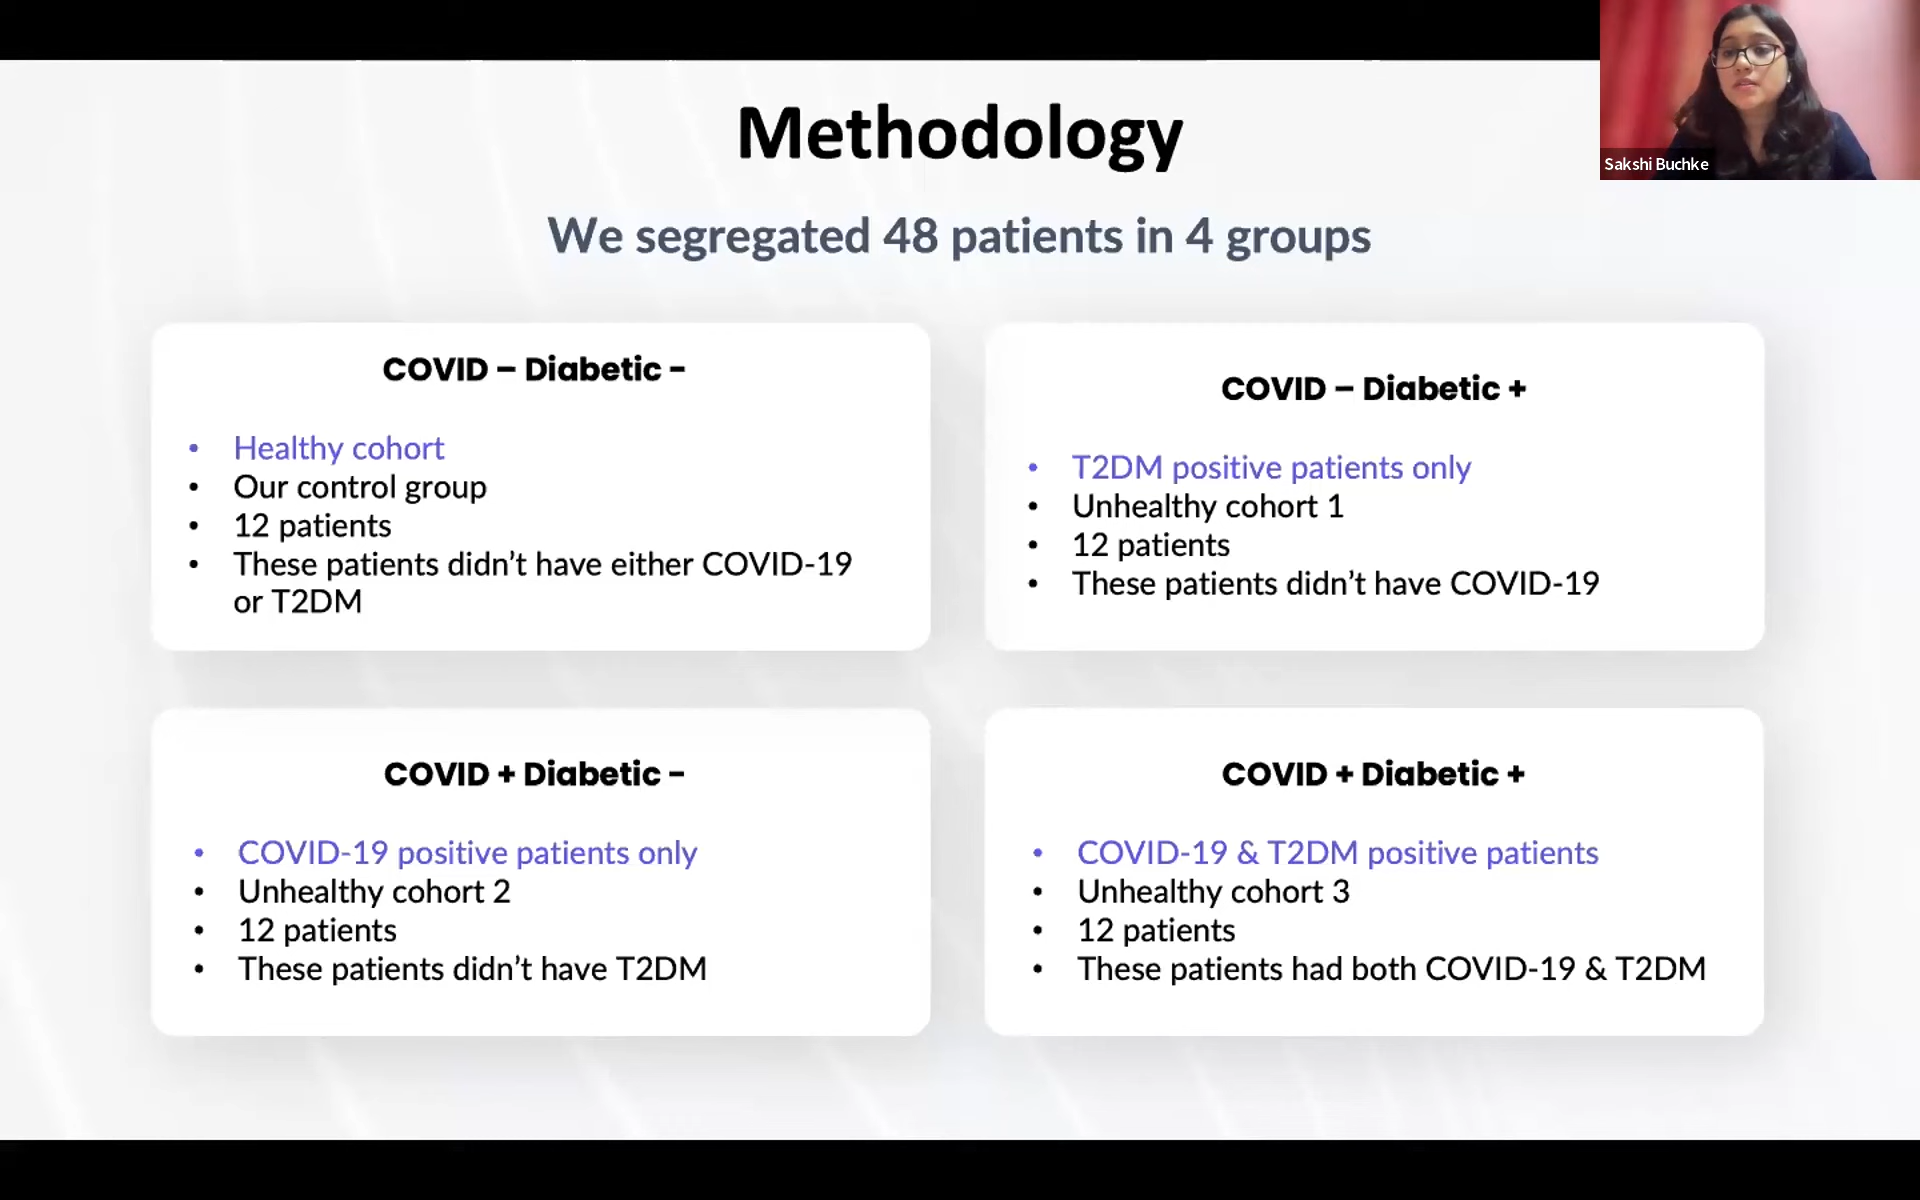 Methodology
Sakshi Buchke
We segregated 48 patients in 4 groups
COVID – Diabetic -
• Healthy cohort
• Our control group
• 12 patients
• These patients didn’t have either COVID-19
or T2DM
COVID – Diabetic +
• T2DM positive patients only
• Unhealthy cohort 1
• 12 patients
• These patients didn’t have COVID-19
COVID + Diabetic -
• COVID-19 positive patients only
• Unhealthy cohort 2
• 12 patients
• These patients didn’t have T2DM
COVID + Diabetic +
• COVID-19 & T2DM positive patients
• Unhealthy cohort 3
• 12 patients
• These patients had both COVID-19 & T2DM